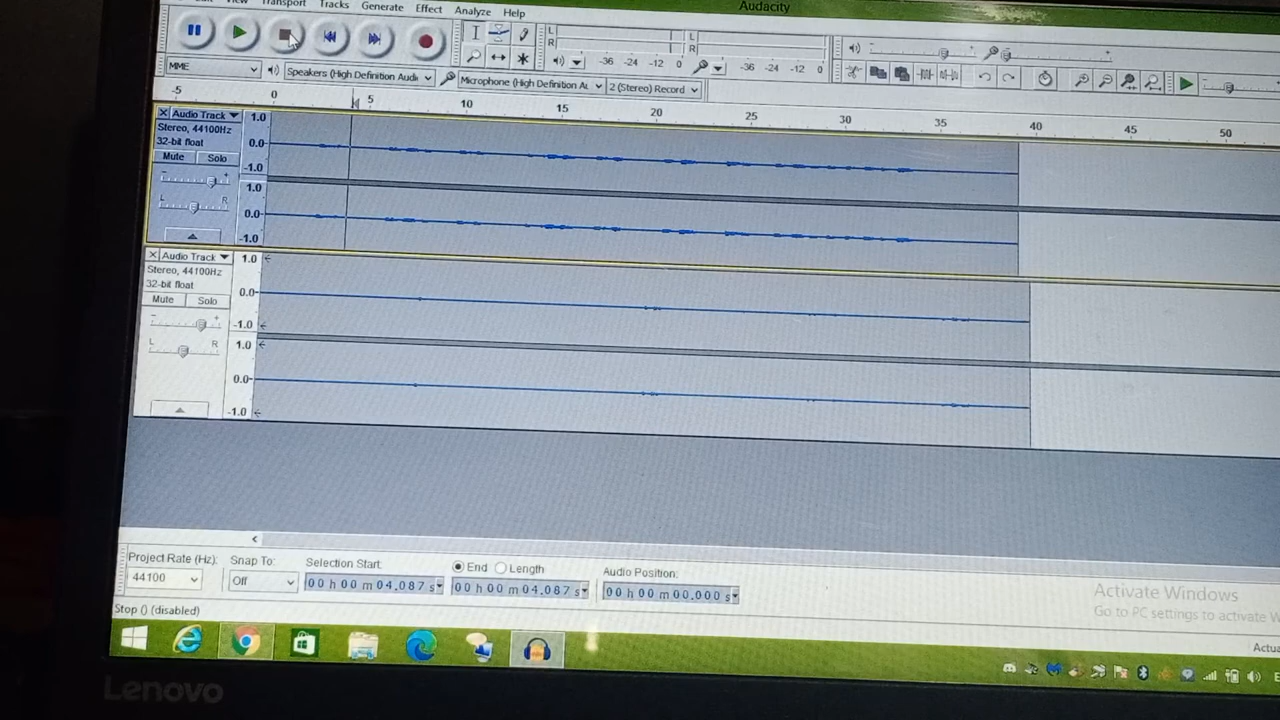 Audacity
Transport Tracks Generate Effect Analyze Help
L
R
-36 -24 -12 0
L
R
-36 -24 -12 0
MME
Speakers (High Definition Audi
Microphone (High Definition Au
2 (Stereo) Record
-5 0 5 10 15 20 25 30 35 40 45 50
Audio Track
Stereo, 44100Hz
32-bit float
Mute Solo
- +
L R
1.0
0.0-
-1.0
1.0
0.0-
-1.0
Audio Track
Stereo, 44100Hz
32-bit float
Mute Solo
- +
L R
1.0
0.0-
-1.0
1.0
0.0-
-1.0
Project Rate (Hz):
44100
Snap To:
Off
Selection Start:
00 h 00 m 04.087 s
End Length
00 h 00 m 04.087 s
Audio Position:
00 h 00 m 00.000 s
Activate Windows
Go to PC settings to activate W
Stop () (disabled)
Actua
Lenovo